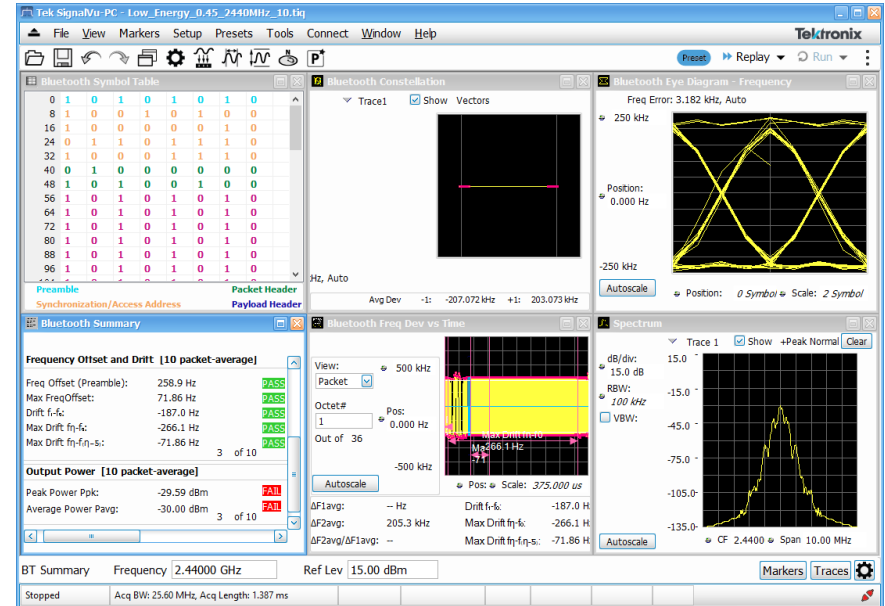 Tek SignalVu-PC - Low_Energy_0.45_2440MHz_10.tiq
File View Markers Setup Presets Tools Connect Window Help
Tektronix
Preset Replay Run
Bluetooth Symbol Table
0 1 0 1 0 1 0 1 0
8 1 0 0 1 0 1 0 0
16 1 0 0 0 0 0 1 0
24 0 1 1 0 1 1 1 0
32 1 0 0 0 1 1 1 0
40 0 1 0 0 0 0 0 0
48 1 0 1 0 0 1 0 0
56 1 0 1 0 1 0 1 0
64 1 0 1 0 1 0 1 0
72 1 0 1 0 1 0 1 0
80 1 0 1 0 1 0 1 0
88 1 0 1 0 1 0 1 0
96 1 0 1 0 1 0 1 0
Preamble Packet Header
Synchronization/Access Address Payload Header
Bluetooth Constellation
Trace1 Show Vectors
Hz, Auto
Avg Dev -1: -207.072 kHz +1: 203.073 kHz
Bluetooth Eye Diagram - Frequency
Freq Error: 3.182 kHz, Auto
250 kHz
Position:
0.000 Hz
-250 kHz
Autoscale Position: 0 Symbol Scale: 2 Symbol
Bluetooth Summary
Frequency Offset and Drift [10 packet-average]
Freq Offset (Preamble): 258.9 Hz PASS
Max FreqOffset: 71.86 Hz PASS
Drift f₁-f₀: -187.0 Hz PASS
Max Drift fη-f₀: -266.1 Hz PASS
Max Drift fη-fη-₅: -71.86 Hz PASS
3 of 10
Output Power [10 packet-average]
Peak Power Ppk: -29.59 dBm FAIL
Average Power Pavg: -30.00 dBm FAIL
3 of 10
Bluetooth Freq Dev vs Time
View: 500 kHz
Packet
Octet#
1
Pos:
0.000 Hz
Out of 36
-500 kHz
Max Drift fη-f0
266.1 Hz
Autoscale Pos: Scale: 375.000 us
ΔF1avg: -- Hz Drift f₁-f₀: -187.0 H
ΔF2avg: 205.3 kHz Max Drift fη-f₀: -266.1 H
ΔF2avg/ΔF1avg: -- Max Drift fη-fη-₅: -71.86 H
Spectrum
Trace 1 Show +Peak Normal Clear
dB/div:
15.0 dB
RBW:
100 kHz
VBW:
15.0
-15.0
-45.0
-75.0
-105.0
-135.0
Autoscale CF 2.4400 Span 10.00 MHz
BT Summary Frequency 2.44000 GHz Ref Lev 15.00 dBm Markers Traces
Stopped Acq BW: 25.60 MHz, Acq Length: 1.387 ms